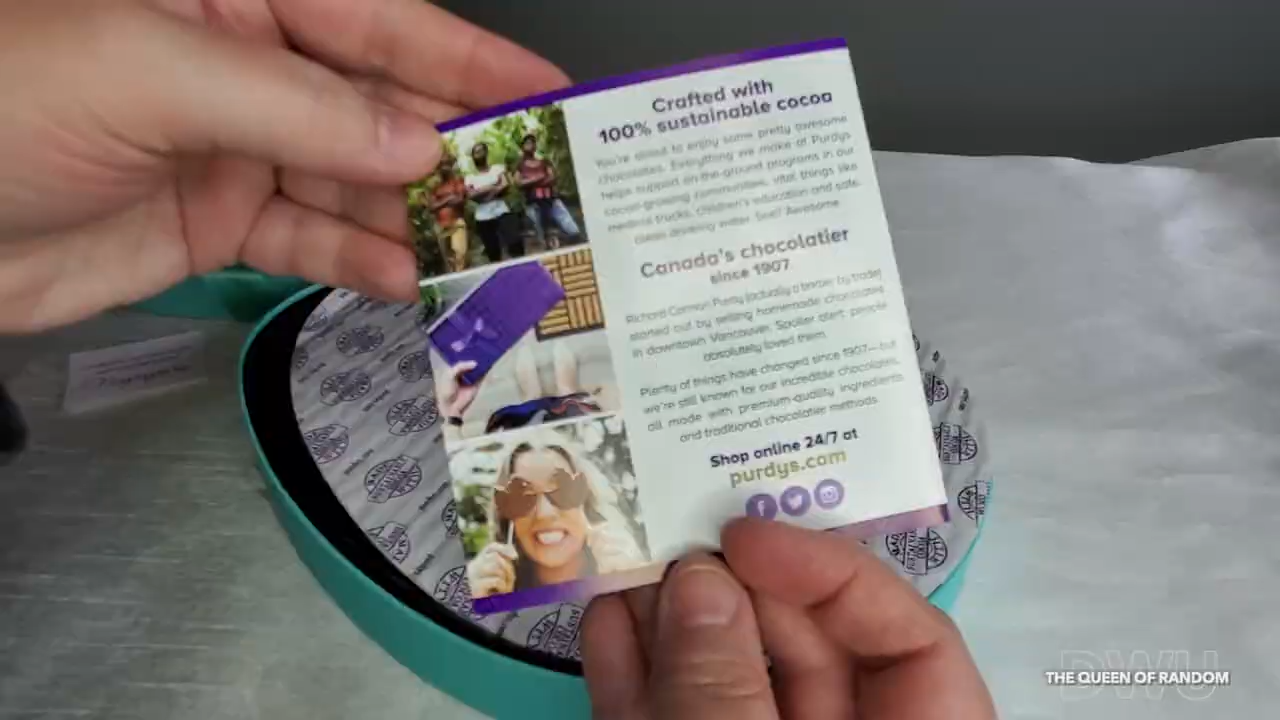 Crafted with
100% sustainable cocoa
You're about to enjoy some pretty awesome
chocolates. Everything we make at Purdys
helps support on-the-ground programs in our
cocoa-growing communities, vital things like
medical trucks, children's education and safe,
clean drinking water. Awesome.
Canada's chocolatier
since 1907
Richard Carmon Purdy (actually a barber by trade)
started out by selling homemade chocolates
in downtown Vancouver. Spoiler alert: people
absolutely loved them.
Plenty of things have changed since 1907—but
we're still known for our incredible chocolates,
all made with premium-quality ingredients
and traditional chocolatier methods.
Shop online 24/7 at
purdys.com
DWU
THE QUEEN OF RANDOM